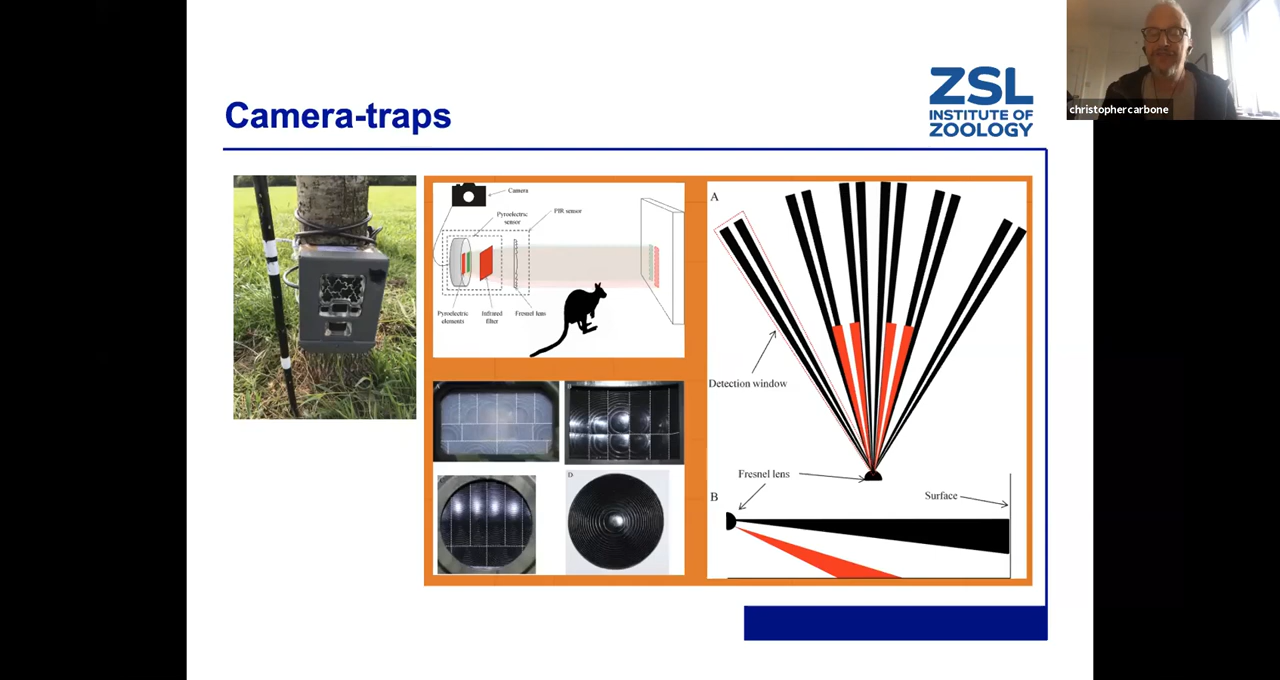 christophercarbone
ZSL
INSTITUTE OF
ZOOLOGY
Camera-traps
Camera
Pyroelectric
sensor
PIR sensor
Pyroelectric
elements
Infrared
filter
Fresnel lens
D
A
Detection window
Fresnel lens
B
Surface